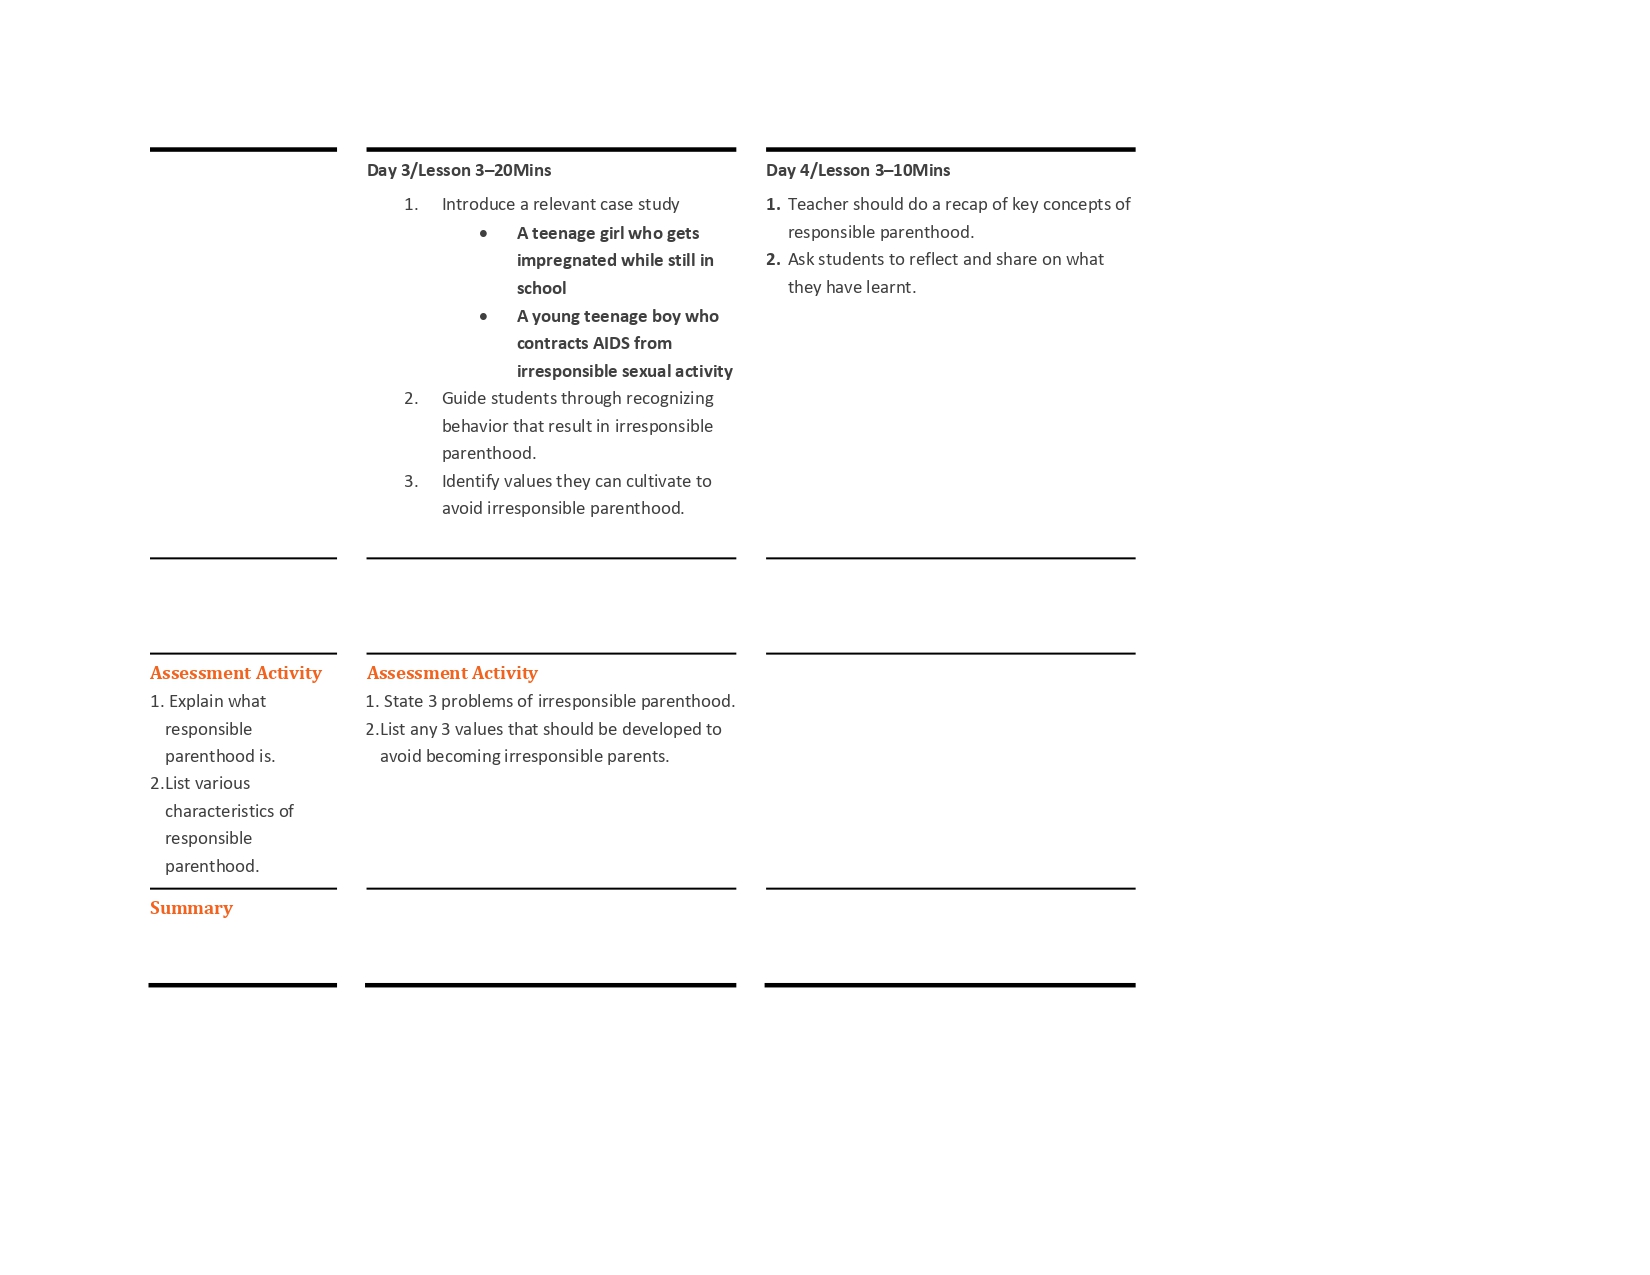 Day 3/Lesson 3–20Mins
1. Introduce a relevant case study
• A teenage girl who gets
impregnated while still in
school
• A young teenage boy who
contracts AIDS from
irresponsible sexual activity
2. Guide students through recognizing
behavior that result in irresponsible
parenthood.
3. Identify values they can cultivate to
avoid irresponsible parenthood.
Day 4/Lesson 3–10Mins
1. Teacher should do a recap of key concepts of
responsible parenthood.
2. Ask students to reflect and share on what
they have learnt.
Assessment Activity
1. Explain what
responsible
parenthood is.
2.List various
characteristics of
responsible
parenthood.
Assessment Activity
1. State 3 problems of irresponsible parenthood.
2.List any 3 values that should be developed to
avoid becoming irresponsible parents.
Summary